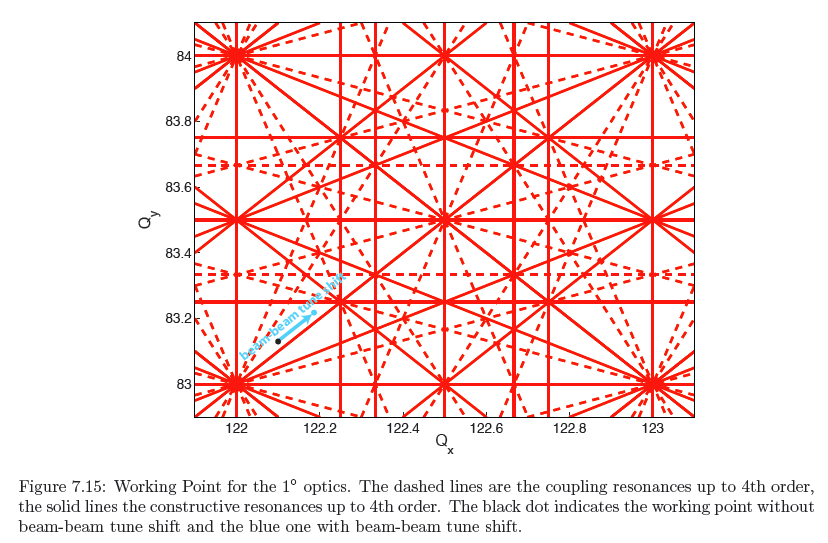 84
83.8
83.6
Qy
83.4
83.2
83
beam-beam tune shift
122
122.2
122.4
122.6
122.8
123
Qx
Figure 7.15: Working Point for the 1° optics. The dashed lines are the coupling resonances up to 4th order,
the solid lines the constructive resonances up to 4th order. The black dot indicates the working point without
beam-beam tune shift and the blue one with beam-beam tune shift.